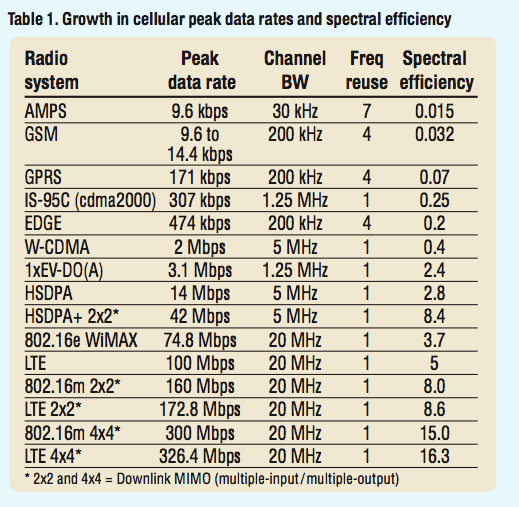 Table 1. Growth in cellular peak data rates and spectral efficiency
Radio system Peak data rate Channel BW Freq reuse Spectral efficiency
AMPS 9.6 kbps 30 kHz 7 0.015
GSM 9.6 to 14.4 kbps 200 kHz 4 0.032
GPRS 171 kbps 200 kHz 4 0.07
IS-95C (cdma2000) 307 kbps 1.25 MHz 1 0.25
EDGE 474 kbps 200 kHz 4 0.2
W-CDMA 2 Mbps 5 MHz 1 0.4
1xEV-DO(A) 3.1 Mbps 1.25 MHz 1 2.4
HSDPA 14 Mbps 5 MHz 1 2.8
HSDPA+ 2x2* 42 Mbps 5 MHz 1 8.4
802.16e WiMAX 74.8 Mbps 20 MHz 1 3.7
LTE 100 Mbps 20 MHz 1 5
802.16m 2x2* 160 Mbps 20 MHz 1 8.0
LTE 2x2* 172.8 Mbps 20 MHz 1 8.6
802.16m 4x4* 300 Mbps 20 MHz 1 15.0
LTE 4x4* 326.4 Mbps 20 MHz 1 16.3
* 2x2 and 4x4 = Downlink MIMO (multiple-input/multiple-output)